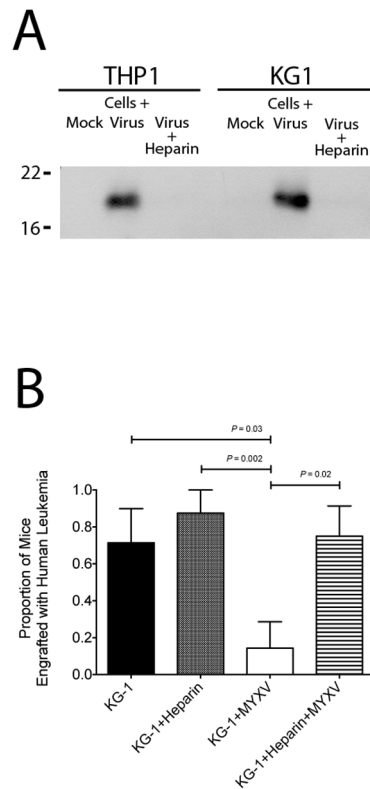 A
THP1 KG1
Cells + Cells +
Mock Virus Virus Mock Virus Virus
+ +
Heparin Heparin
22
16
B
P = 0.03
P = 0.002
P = 0.02
Proportion of Mice
Engrafted with Human Leukemia
1.0
0.8
0.6
0.4
0.2
0.0
KG-1
KG-1+Heparin
KG-1+MYXV
KG-1+Heparin+MYXV